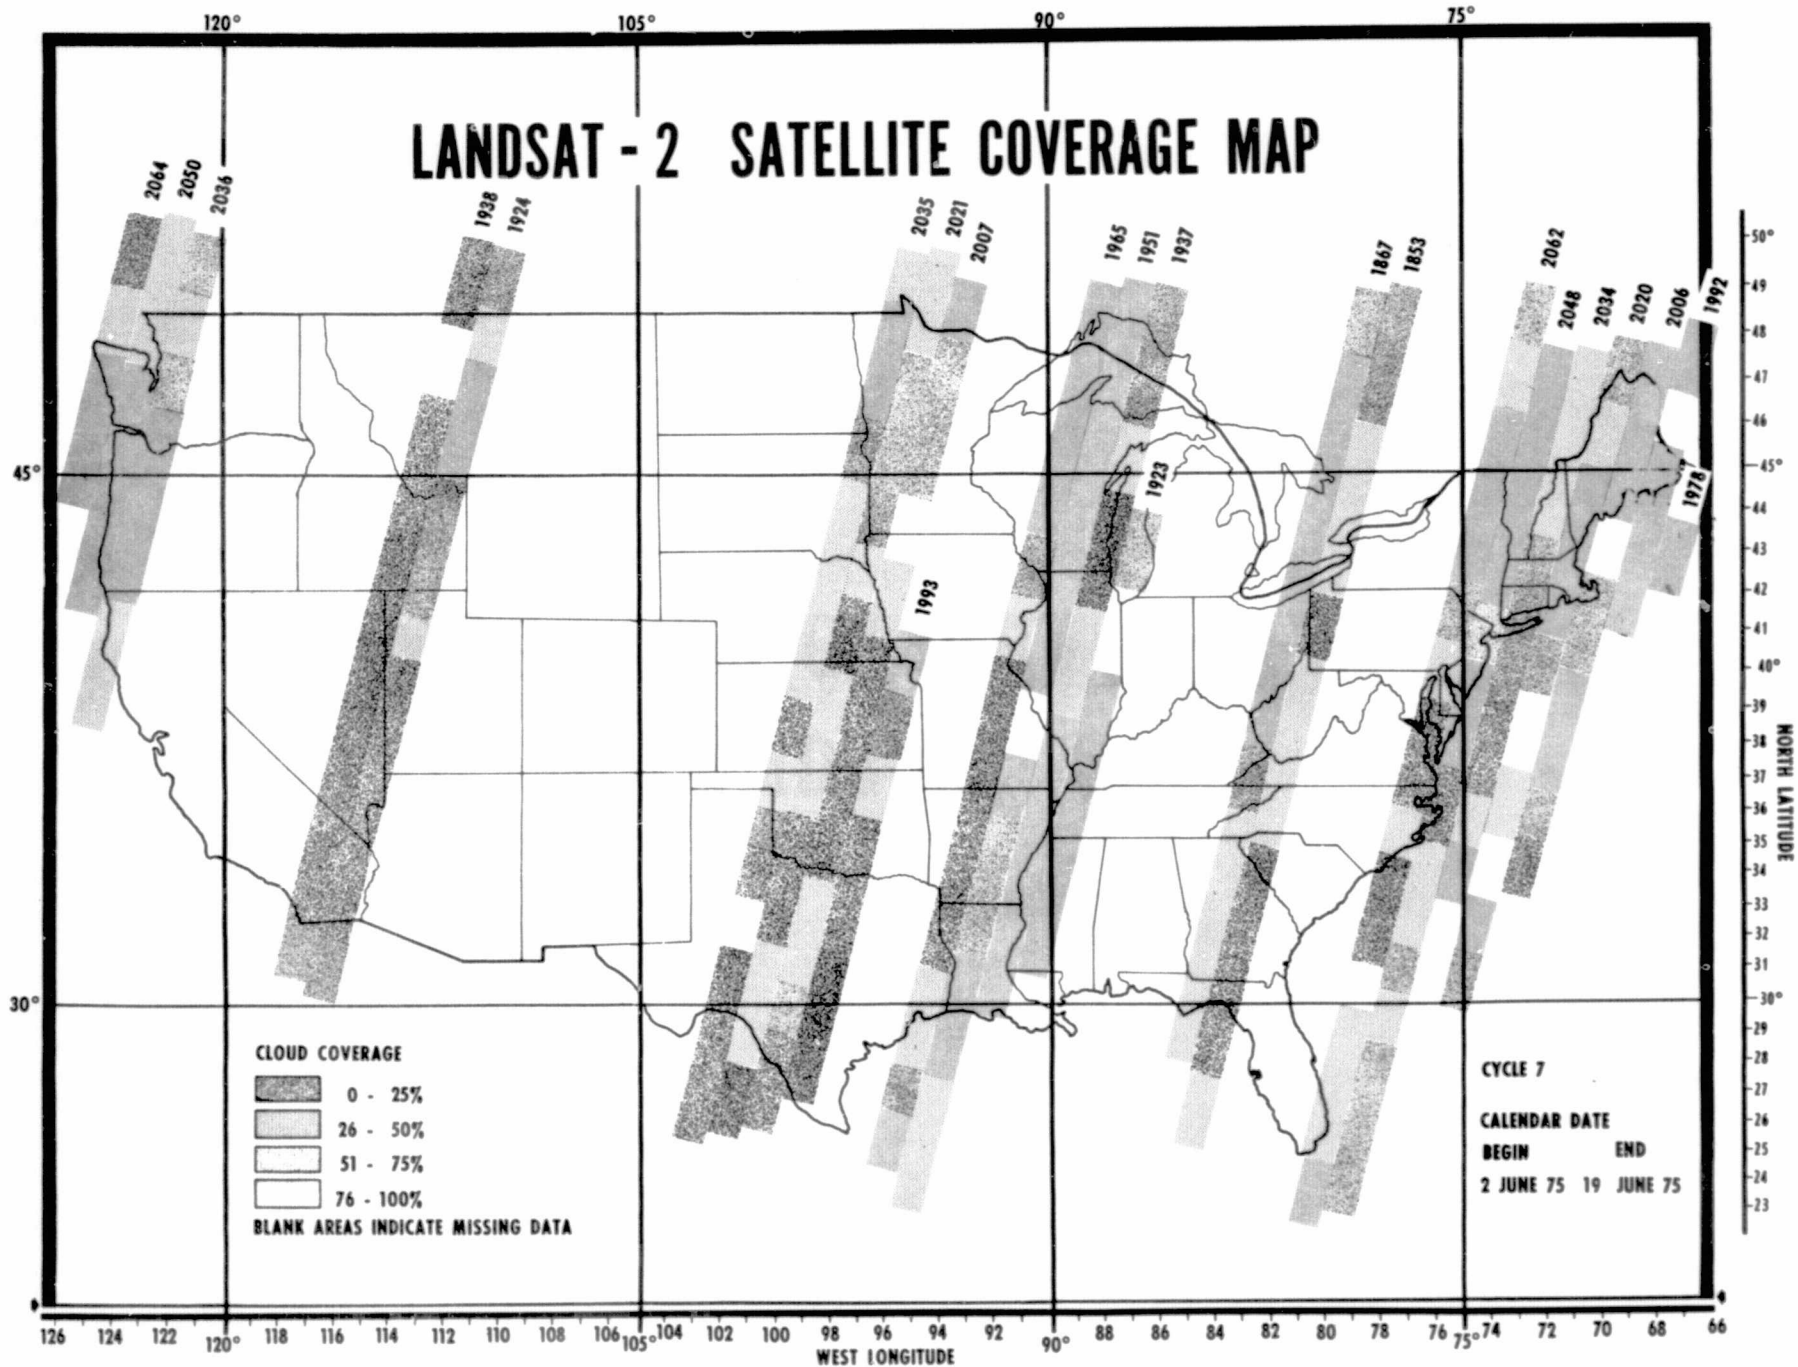 120° 105° 90° 75°
LANDSAT - 2 SATELLITE COVERAGE MAP
2064 2050 2036 1938 1924 2035 2021 2007 1965 1951 1937 1867 1853 2062 2048 2034 2020 2006 1992
1923 1978
1993
45°
30°
50°
49
48
47
46
45°
44
43
42
41
40°
39
38
37
36
35
34
33
32
31
30°
29
28
27
26
25
24
23
NORTH LATITUDE
CLOUD COVERAGE
0 - 25%
26 - 50%
51 - 75%
76 - 100%
BLANK AREAS INDICATE MISSING DATA
CYCLE 7
CALENDAR DATE
BEGIN END
2 JUNE 75 19 JUNE 75
126 124 122 120° 118 116 114 112 110 108 106 105° 104 102 100 98 96 94 92 90° 88 86 84 82 80 78 76 75° 74 72 70 68 66
WEST LONGITUDE